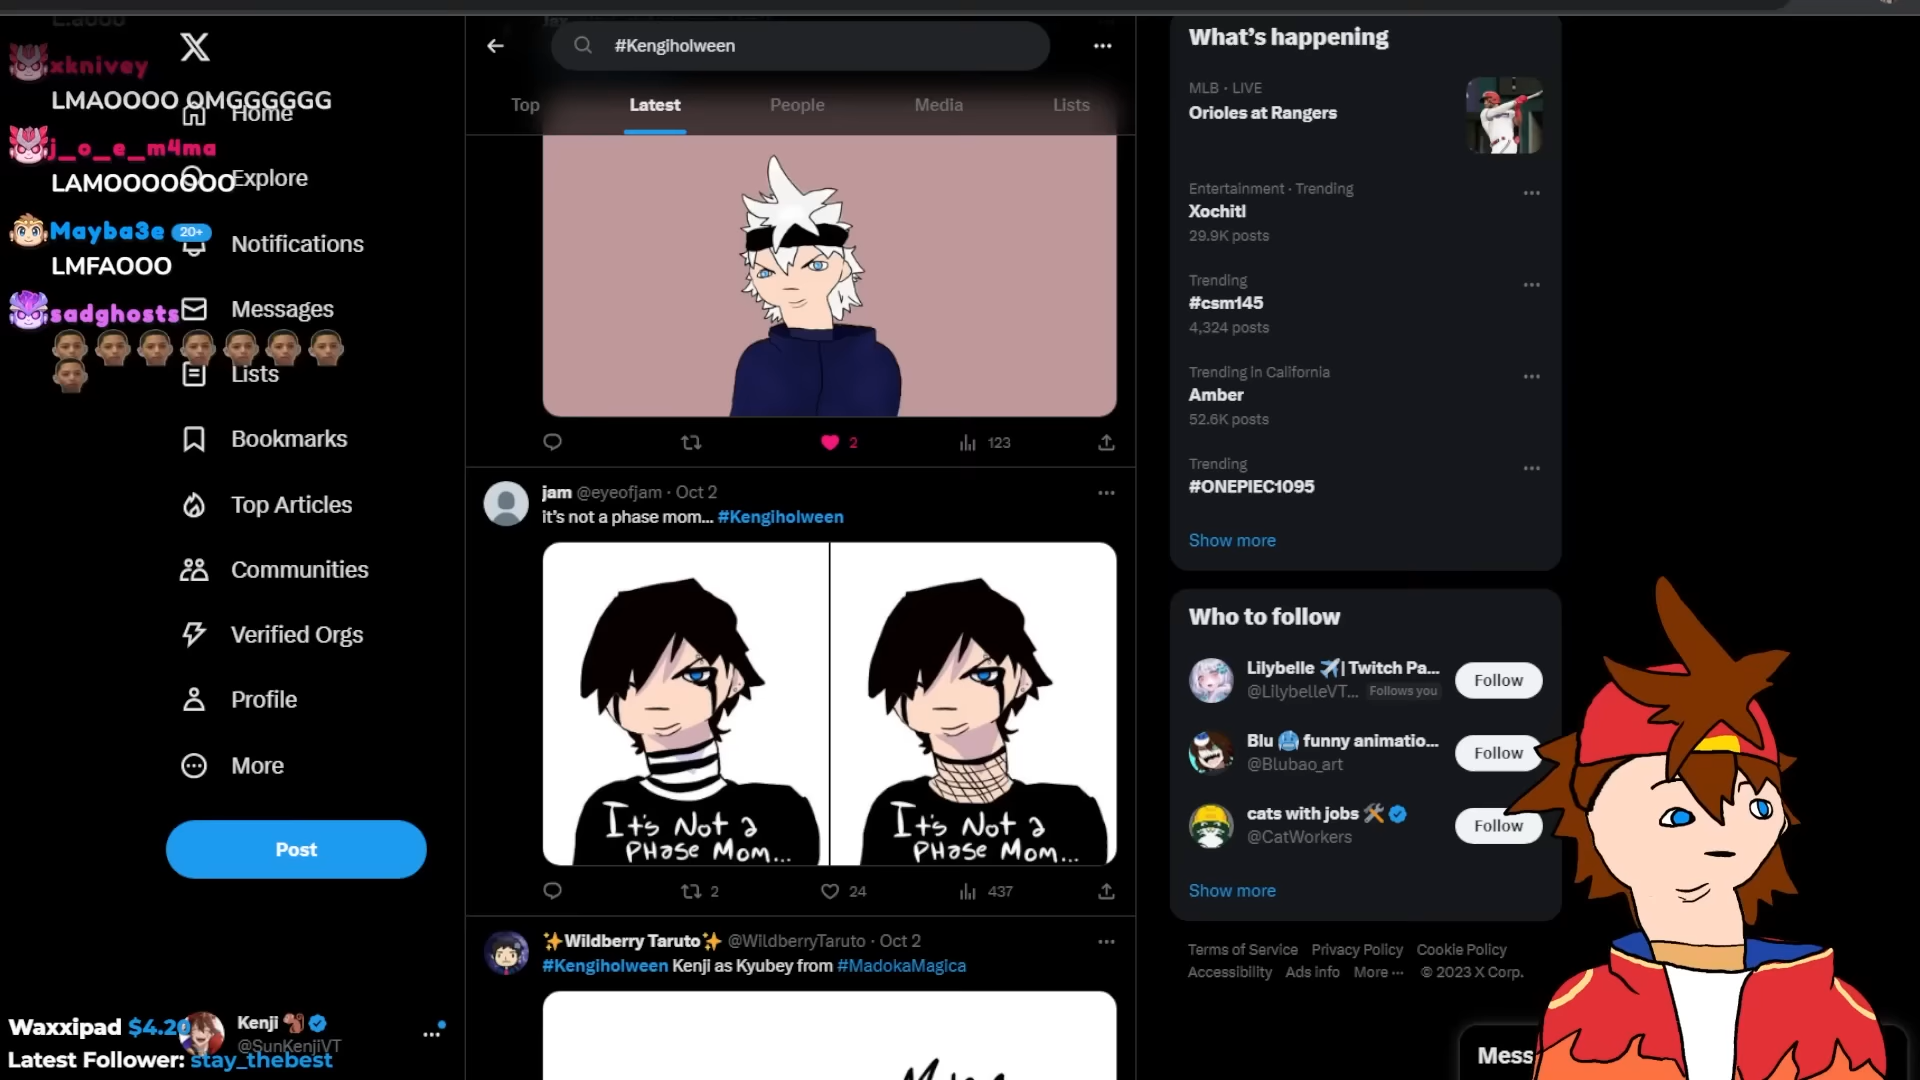 xknivey
LMAOOOO OMGGGGGG
j_o_e_m4ma
LAMOOOOOOO
Mayba3e
LMFAOOO
sadghosts
Home
Explore
20+
Notifications
Messages
Lists
Bookmarks
Top Articles
Communities
Verified Orgs
Profile
More
Post
Waxxipad $4.20
Latest Follower: stay_thebest
Kenji
@SunKenjiVT
#Kengiholween
Top
Latest
People
Media
Lists
2
123
jam @eyeofjam · Oct 2
it's not a phase mom... #Kengiholween
It's Not a
Phase Mom...
It's Not a
Phase Mom...
2
24
437
✨Wildberry Taruto✨ @WildberryTaruto · Oct 2
#Kengiholween Kenji as Kyubey from #MadokaMagica
What's happening
MLB · LIVE
Orioles at Rangers
Entertainment · Trending
Xochitl
29.9K posts
Trending
#csm145
4,324 posts
Trending in California
Amber
52.6K posts
Trending
#ONEPIEC1095
Show more
Who to follow
Lilybelle ✈️| Twitch Pa...
@LilybelleVT... Follows you
Follow
Blu 🥶 funny animatio...
@Blubao_art
Follow
cats with jobs 🛠️
@CatWorkers
Follow
Show more
Terms of Service Privacy Policy Cookie Policy
Accessibility Ads info More ··· © 2023 X Corp.
Mess